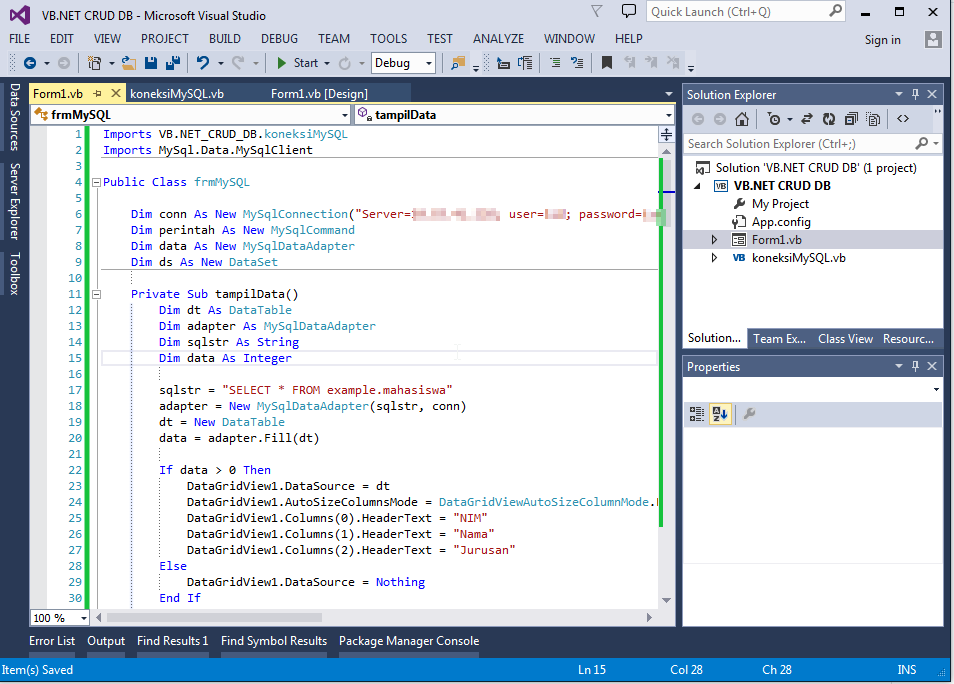 VB.NET CRUD DB - Microsoft Visual Studio
Quick Launch (Ctrl+Q)
FILE EDIT VIEW PROJECT BUILD DEBUG TEAM TOOLS TEST ANALYZE WINDOW HELP
Sign in
Start Debug
Data Sources
Server Explorer
Toolbox
Form1.vb koneksiMySQL.vb Form1.vb [Design]
frmMySQL tampilData
1 Imports VB.NET_CRUD_DB.koneksiMySQL
2 Imports MySql.Data.MySqlClient
3
4 Public Class frmMySQL
5
6 Dim conn As New MySqlConnection("Server= user= ; password=
7 Dim perintah As New MySqlCommand
8 Dim data As New MySqlDataAdapter
9 Dim ds As New DataSet
10
11 Private Sub tampilData()
12 Dim dt As DataTable
13 Dim adapter As MySqlDataAdapter
14 Dim sqlstr As String
15 Dim data As Integer
16
17 sqlstr = "SELECT * FROM example.mahasiswa"
18 adapter = New MySqlDataAdapter(sqlstr, conn)
19 dt = New DataTable
20 data = adapter.Fill(dt)
21
22 If data > 0 Then
23 DataGridView1.DataSource = dt
24 DataGridView1.AutoSizeColumnsMode = DataGridViewAutoSizeColumnMode.
25 DataGridView1.Columns(0).HeaderText = "NIM"
26 DataGridView1.Columns(1).HeaderText = "Nama"
27 DataGridView1.Columns(2).HeaderText = "Jurusan"
28 Else
29 DataGridView1.DataSource = Nothing
30 End If
100 %
Solution Explorer
Search Solution Explorer (Ctrl+;)
Solution 'VB.NET CRUD DB' (1 project)
VB VB.NET CRUD DB
My Project
App.config
Form1.vb
VB koneksiMySQL.vb
Solution... Team Ex... Class View Resourc...
Properties
Error List Output Find Results 1 Find Symbol Results Package Manager Console
Item(s) Saved Ln 15 Col 28 Ch 28 INS